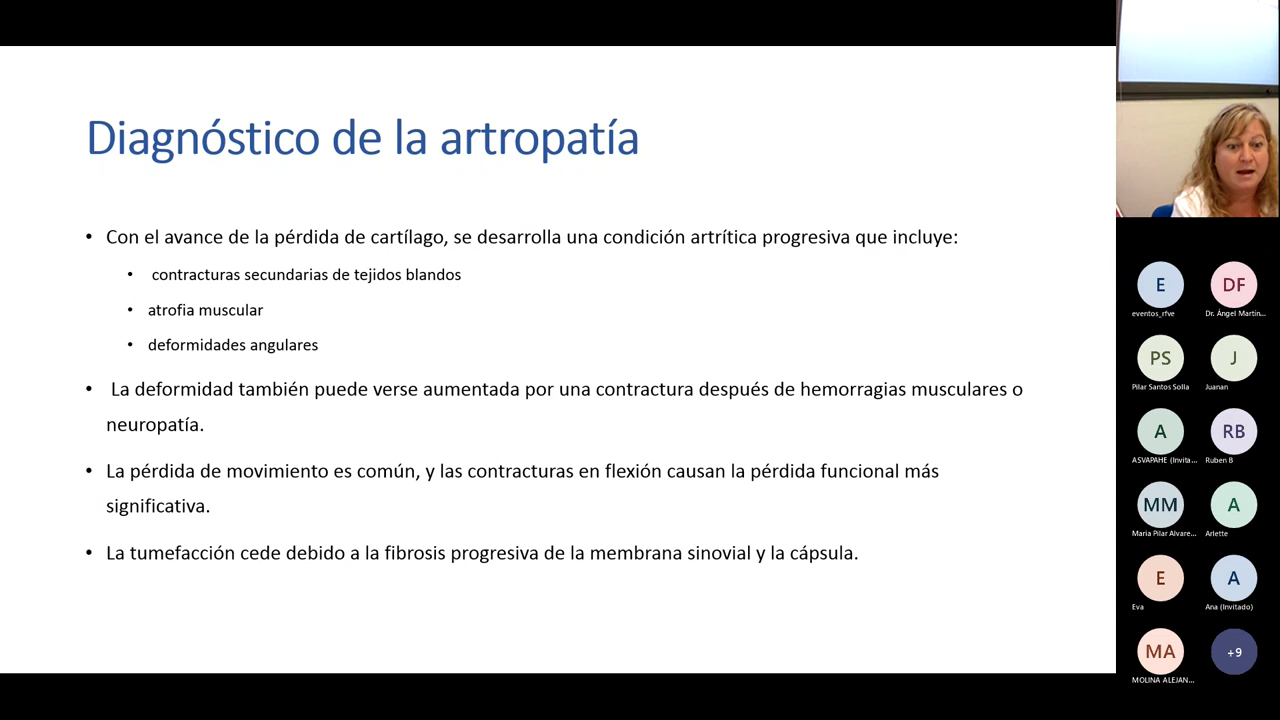 Diagnóstico de la artropatía
• Con el avance de la pérdida de cartílago, se desarrolla una condición artrítica progresiva que incluye:
• contracturas secundarias de tejidos blandos
• atrofia muscular
• deformidades angulares
• La deformidad también puede verse aumentada por una contractura después de hemorragias musculares o
neuropatía.
• La pérdida de movimiento es común, y las contracturas en flexión causan la pérdida funcional más
significativa.
• La tumefacción cede debido a la fibrosis progresiva de la membrana sinovial y la cápsula.
E
DF
eventos_rfve
Dr. Ángel Martin...
PS
J
Pilar Santos Solla
Juanan
A
RB
ASVAPAHE (Invita...
Ruben B
MM
A
Maria Pilar Alvare...
Arlette
E
A
Eva
Ana (Invitado)
MA
+9
MOLINA ALEJAN...